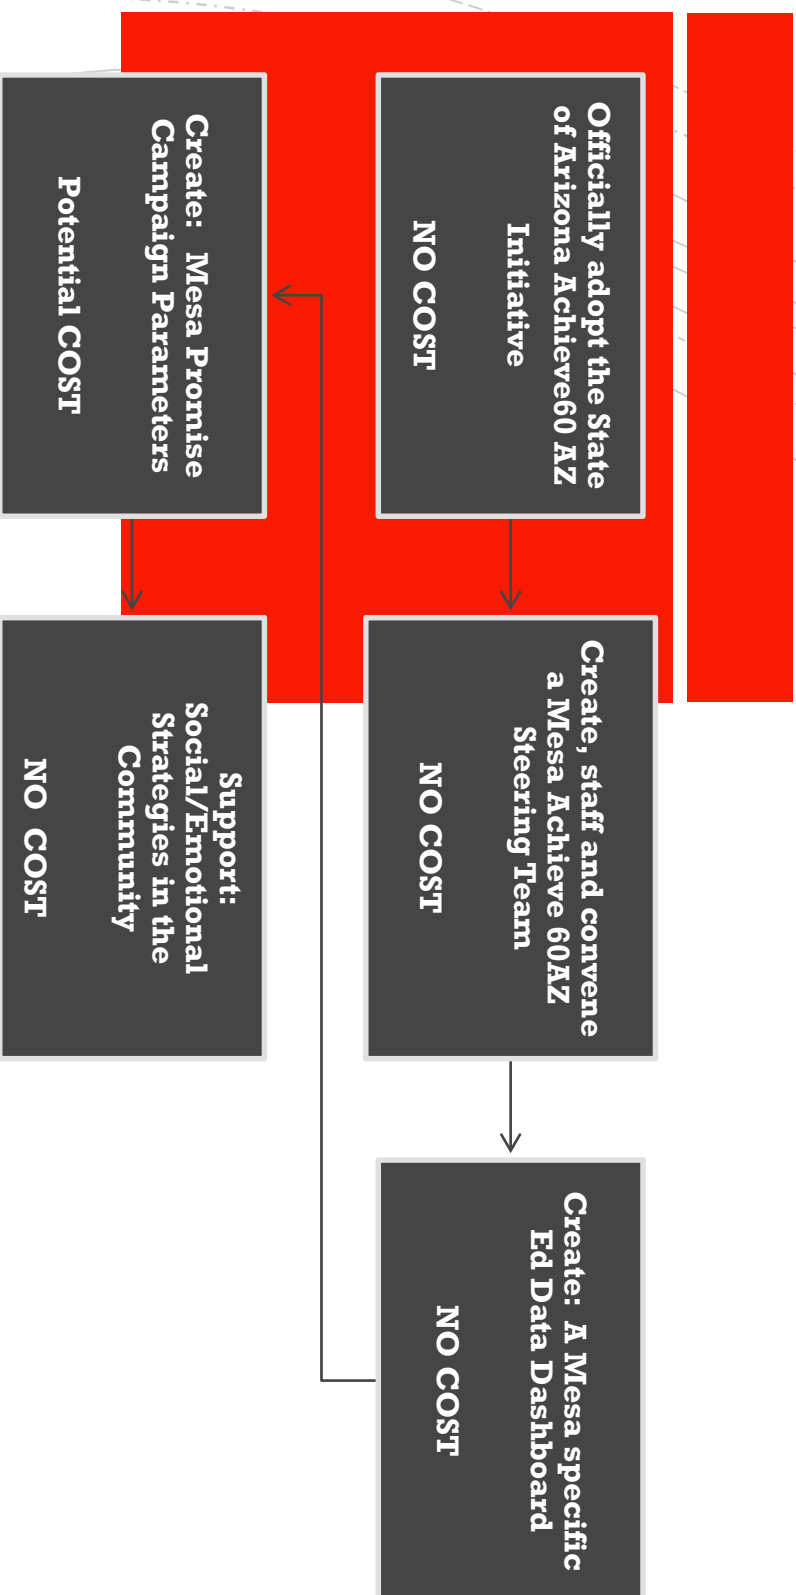 Officially adopt the State
of Arizona Achieve60 AZ
Initiative
NO COST
Create, staff and convene
a Mesa Achieve 60AZ
Steering Team
NO COST
Create:  A Mesa specific
Ed Data Dashboard
NO COST
Create:  Mesa Promise
Campaign Parameters
Potential COST
Support:
Social/Emotional
Strategies in the
Community
NO  COST